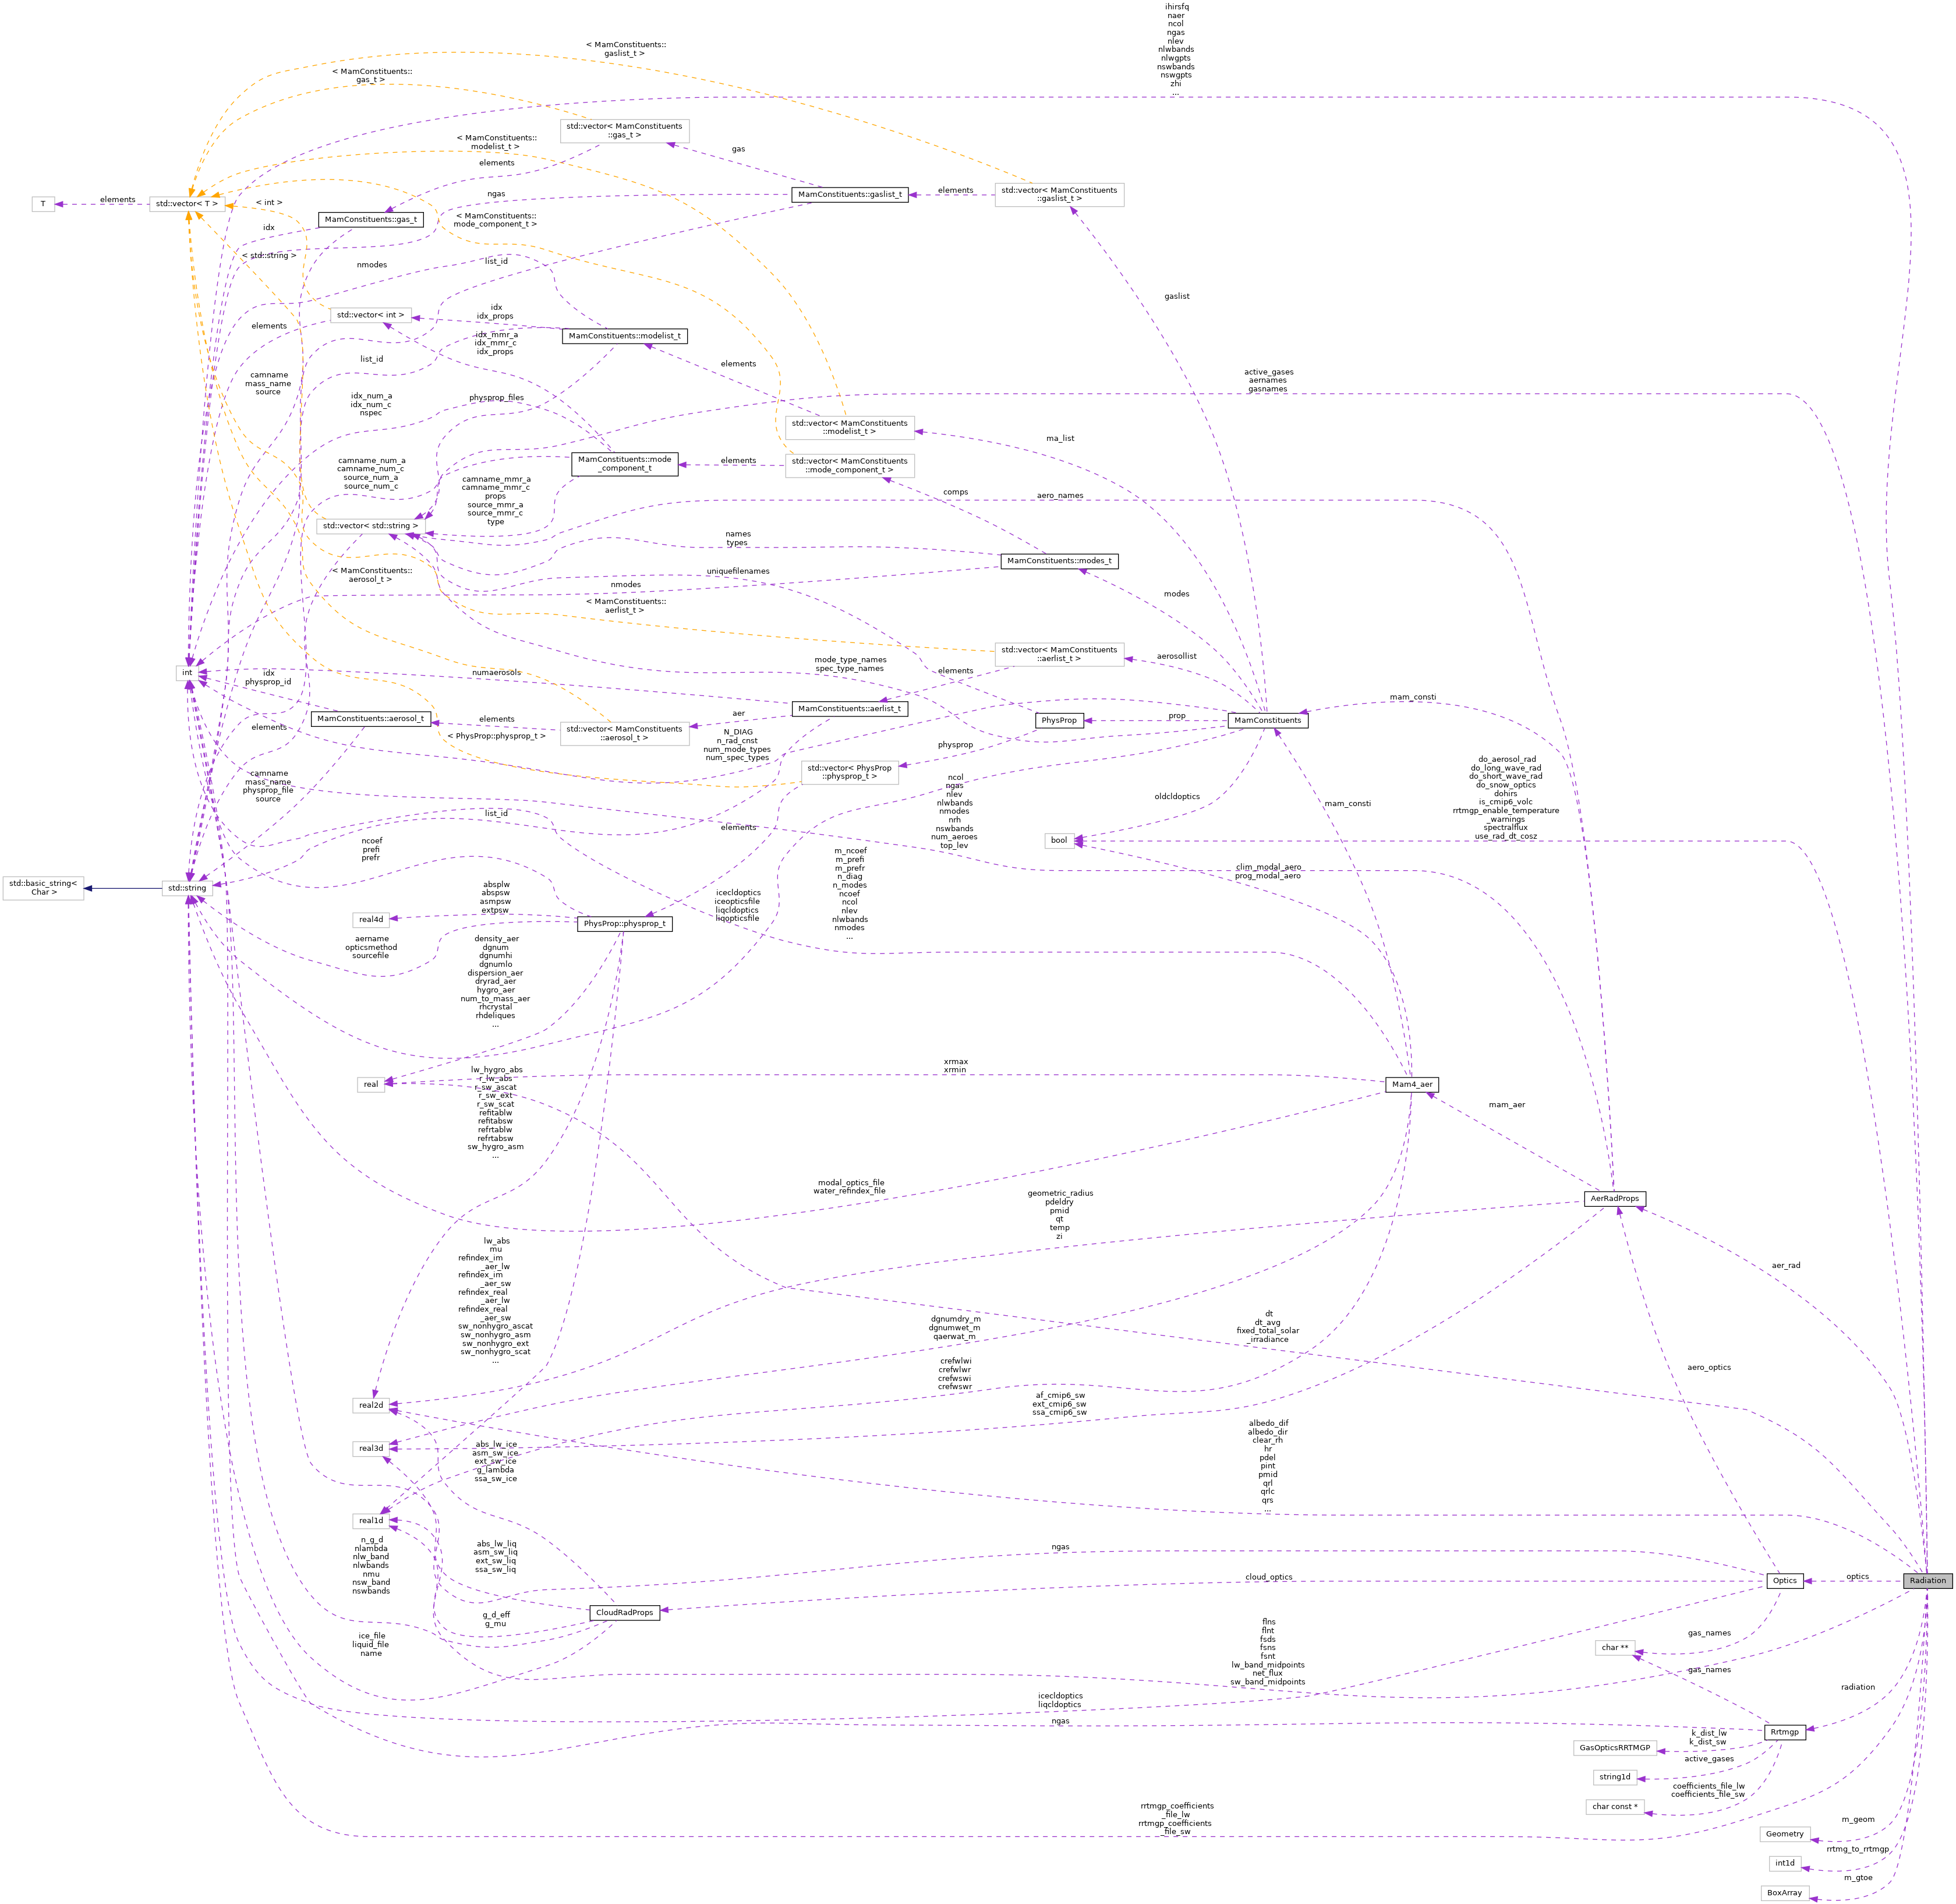 ihirsfq
naer
ncol
ngas
nlev
nlwbands
nlwgpts
nswbands
nswgpts
zhi
...
< MamConstituents::
gaslist_t >
< MamConstituents::
gas_t >
std::vector< MamConstituents
::gas_t >
< MamConstituents::
modelist_t >
gas
elements
T
elements
std::vector< T >
< int >
ngas
MamConstituents::gaslist_t
elements
std::vector< MamConstituents
::gaslist_t >
MamConstituents::gas_t
< MamConstituents::
mode_component_t >
idx
< std::string >
nmodes
list_id
gaslist
std::vector< int >
idx
idx_props
elements
MamConstituents::modelist_t
idx_mmr_a
idx_mmr_c
idx_props
list_id
elements
camname
mass_name
source
active_gases
aernames
gasnames
idx_num_a
idx_num_c
nspec
physprop_files
std::vector< MamConstituents
::modelist_t >
ma_list
camname_num_a
camname_num_c
source_num_a
source_num_c
MamConstituents::mode
_component_t
elements
std::vector< MamConstituents
::mode_component_t >
camname_mmr_a
camname_mmr_c
props
source_mmr_a
source_mmr_c
type
comps
aero_names
std::vector< std::string >
names
types
MamConstituents::modes_t
< MamConstituents::
aerosol_t >
uniquefilenames
nmodes
modes
< MamConstituents::
aerlist_t >
std::vector< MamConstituents
::aerlist_t >
aerosollist
int
idx
physprop_id
numaerosols
mode_type_names
spec_type_names
elements
mam_consti
MamConstituents::aerosol_t
elements
aer
MamConstituents::aerlist_t
PhysProp
prop
MamConstituents
elements
< PhysProp::physprop_t >
std::vector< MamConstituents
::aerosol_t >
N_DIAG
n_rad_cnst
num_mode_types
num_spec_types
physprop
std::vector< PhysProp
::physprop_t >
camname
mass_name
physprop_file
source
ncol
ngas
nlev
nlwbands
nmodes
nrh
nswbands
num_aeroes
top_lev
oldcldoptics
mam_consti
do_aerosol_rad
do_long_wave_rad
do_short_wave_rad
do_snow_optics
dohirs
is_cmip6_volc
rrtmgp_enable_temperature
_warnings
spectralflux
use_rad_dt_cosz
bool
list_id
elements
ncoef
prefi
prefr
m_ncoef
m_prefi
m_prefr
n_diag
n_modes
ncoef
ncol
nlev
nlwbands
nmodes
...
clim_modal_aero
prog_modal_aero
std::basic_string<
Char >
std::string
absplw
abspsw
asmpsw
extpsw
icecldoptics
iceopticsfile
liqcldoptics
liqopticsfile
real4d
PhysProp::physprop_t
aername
opticsmethod
sourcefile
density_aer
dgnum
dgnumhi
dgnumlo
dispersion_aer
dryrad_aer
hygro_aer
num_to_mass_aer
rhcrystal
rhdeliques
...
xrmax
xrmin
real
Mam4_aer
lw_hygro_abs
r_lw_abs
r_sw_ascat
r_sw_ext
r_sw_scat
refitablw
refitabsw
refrtablw
refrtabsw
sw_hygro_asm
...
mam_aer
modal_optics_file
water_refindex_file
geometric_radius
pdeldry
pmid
qt
temp
zi
AerRadProps
lw_abs
mu
refindex_im
_aer_lw
refindex_im
_aer_sw
refindex_real
_aer_lw
refindex_real
_aer_sw
sw_nonhygro_ascat
sw_nonhygro_asm
sw_nonhygro_ext
sw_nonhygro_scat
...
aer_rad
dgnumdry_m
dgnumwet_m
qaerwat_m
dt
dt_avg
fixed_total_solar
_irradiance
crefwlwi
crefwlwr
crefwswi
crefwswr
aero_optics
af_cmip6_sw
ext_cmip6_sw
ssa_cmip6_sw
real2d
albedo_dif
albedo_dir
clear_rh
hr
pdel
pint
pmid
qrl
qrlc
qrs
...
real3d
abs_lw_ice
asm_sw_ice
ext_sw_ice
g_lambda
ssa_sw_ice
real1d
n_g_d
nlambda
nlw_band
nlwbands
nmu
nsw_band
nswbands
abs_lw_liq
asm_sw_liq
ext_sw_liq
ssa_sw_liq
ngas
cloud_optics
Optics
optics
Radiation
g_d_eff
g_mu
CloudRadProps
ice_file
liquid_file
name
flns
flnt
fsds
fsns
fsnt
lw_band_midpoints
net_flux
sw_band_midpoints
gas_names
char **
gas_names
radiation
icecldoptics
liqcldoptics
ngas
Rrtmgp
k_dist_lw
k_dist_sw
GasOpticsRRTMGP
active_gases
string1d
coefficients_file_lw
coefficients_file_sw
char const *
rrtmgp_coefficients
_file_lw
rrtmgp_coefficients
_file_sw
m_geom
Geometry
rrtmg_to_rrtmgp
int1d
m_gtoe
BoxArray